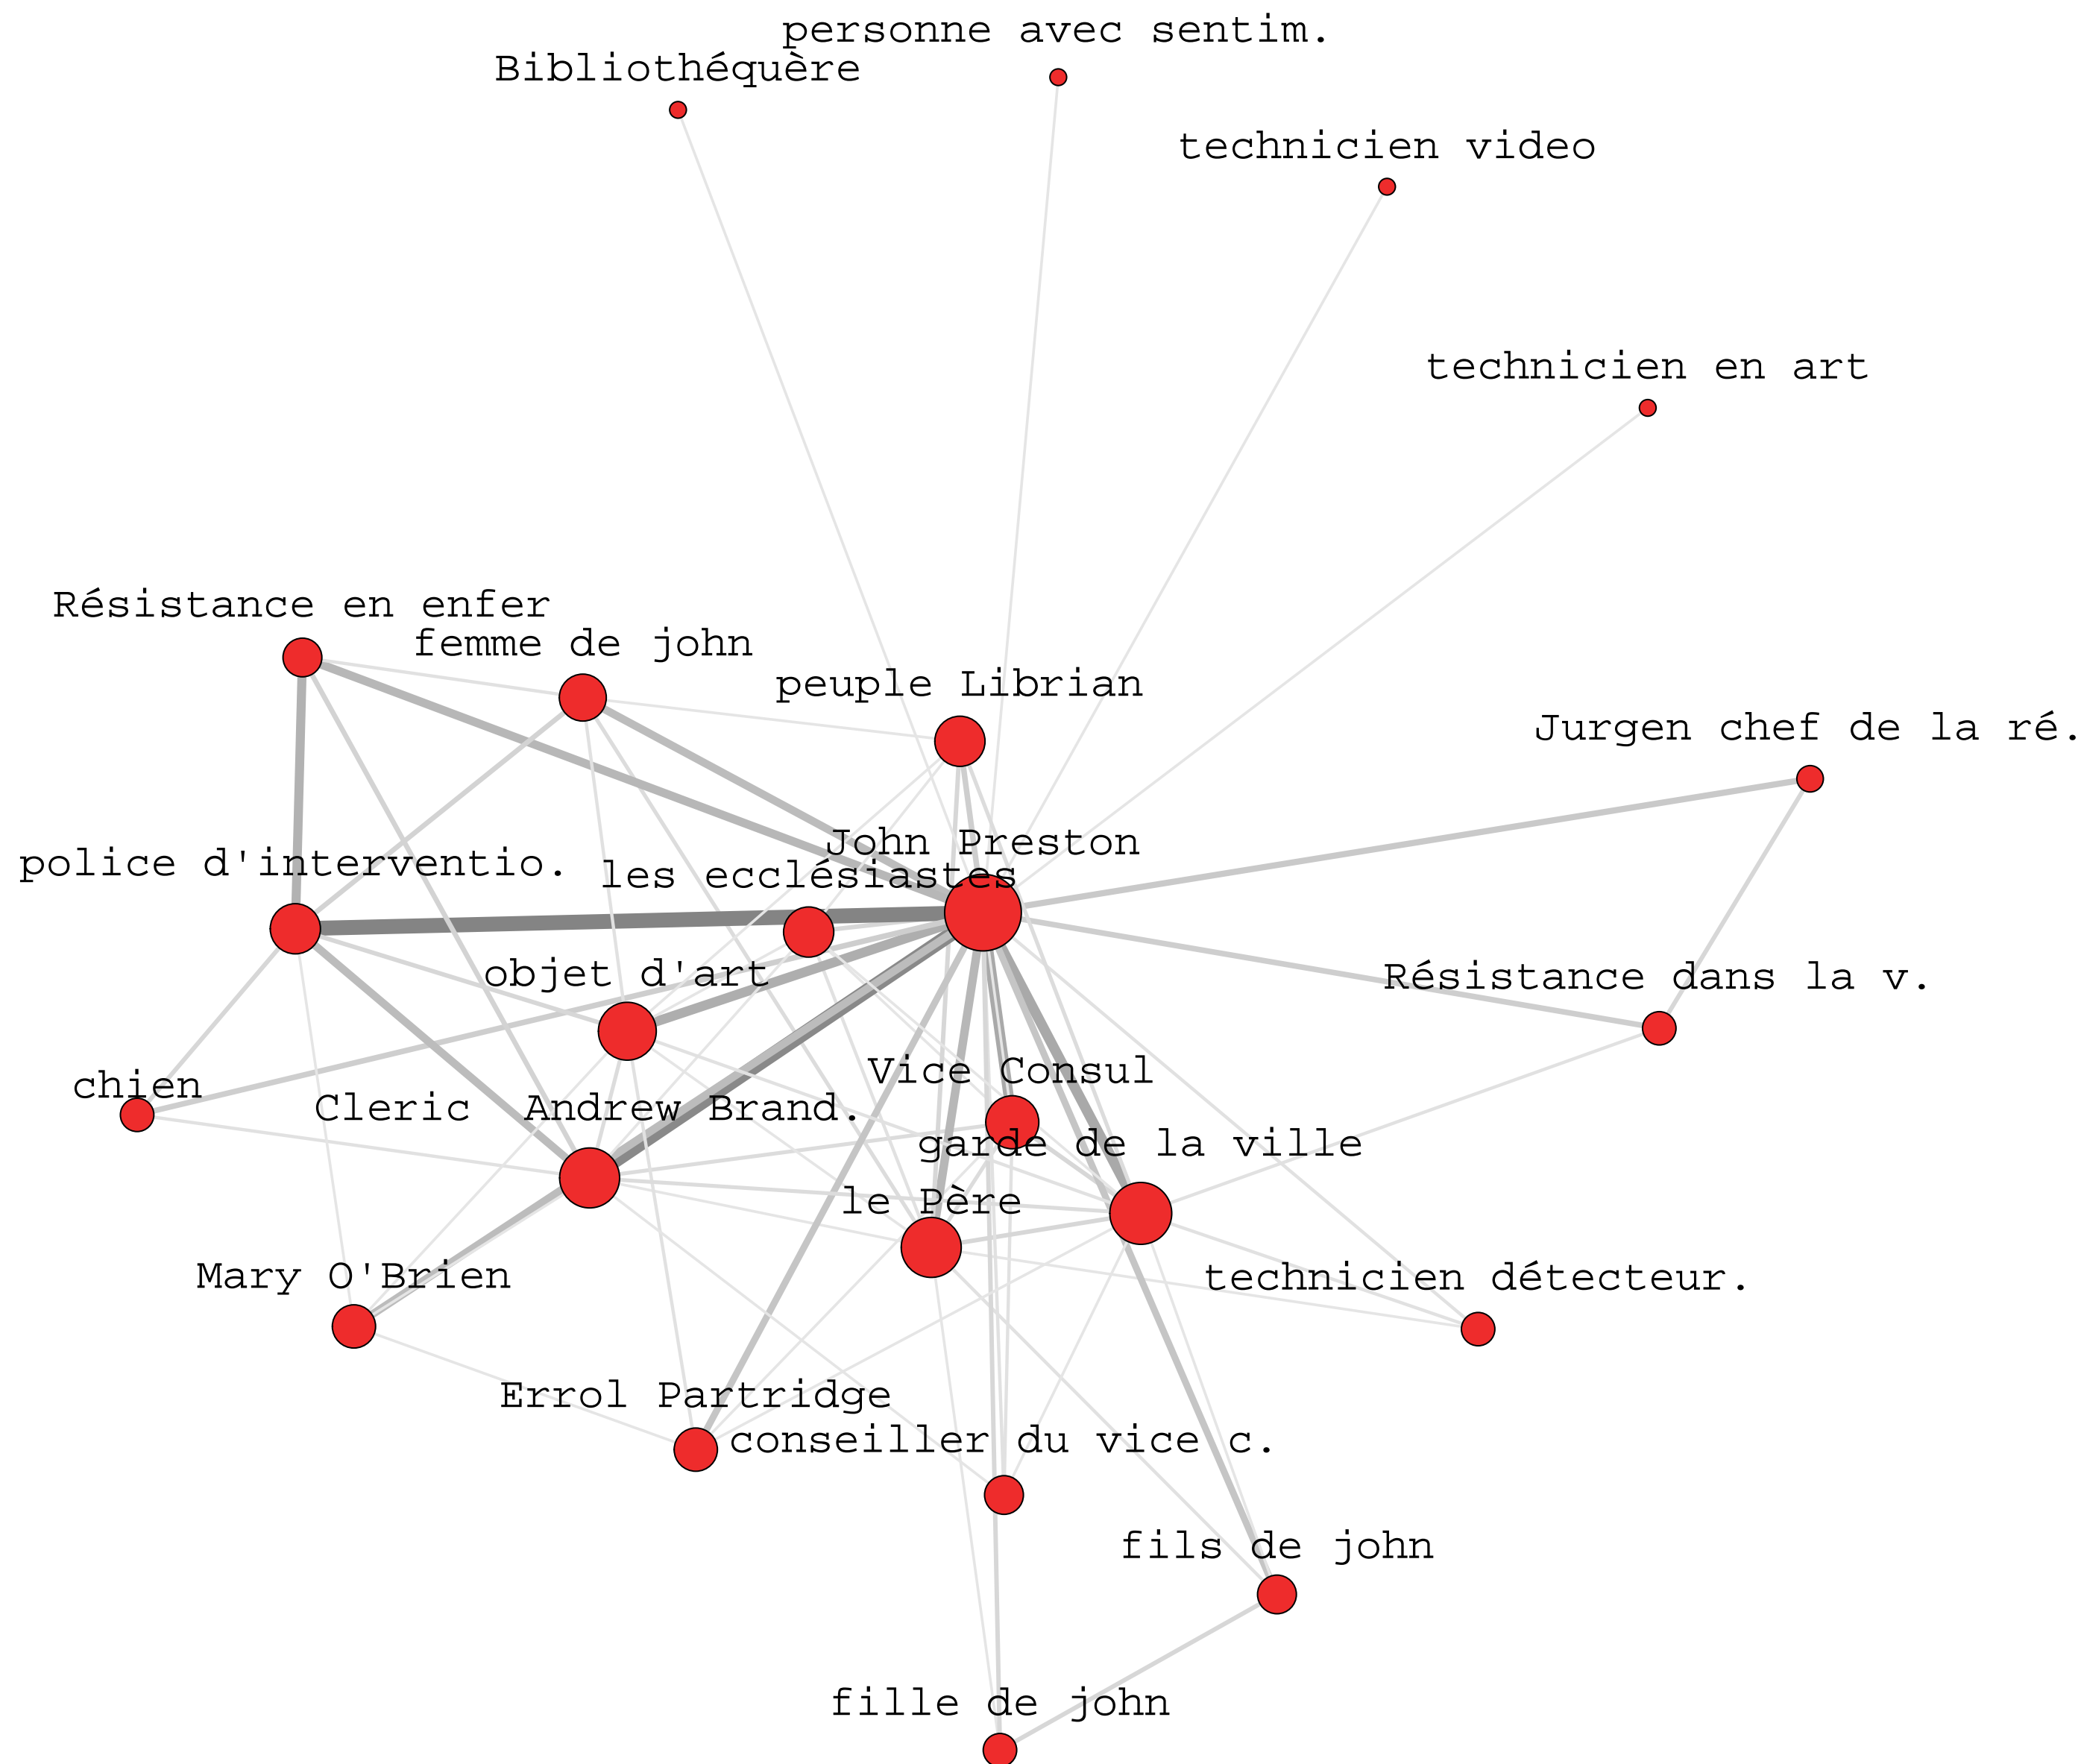 personne avec sentim.
Bibliothéquère
technicien video
technicien en art
Résistance en enfer
femme de john
peuple Librian
Jurgen chef de la ré.
John Preston
police d'interventio.
les ecclésiastes
objet d'art
Résistance dans la v.
Vice Consul
chien
Cleric  Andrew Brand.
garde de la ville
le Père
Mary O'Brien
technicien détecteur.
Errol Partridge
conseiller du vice c.
fils de john
fille de john